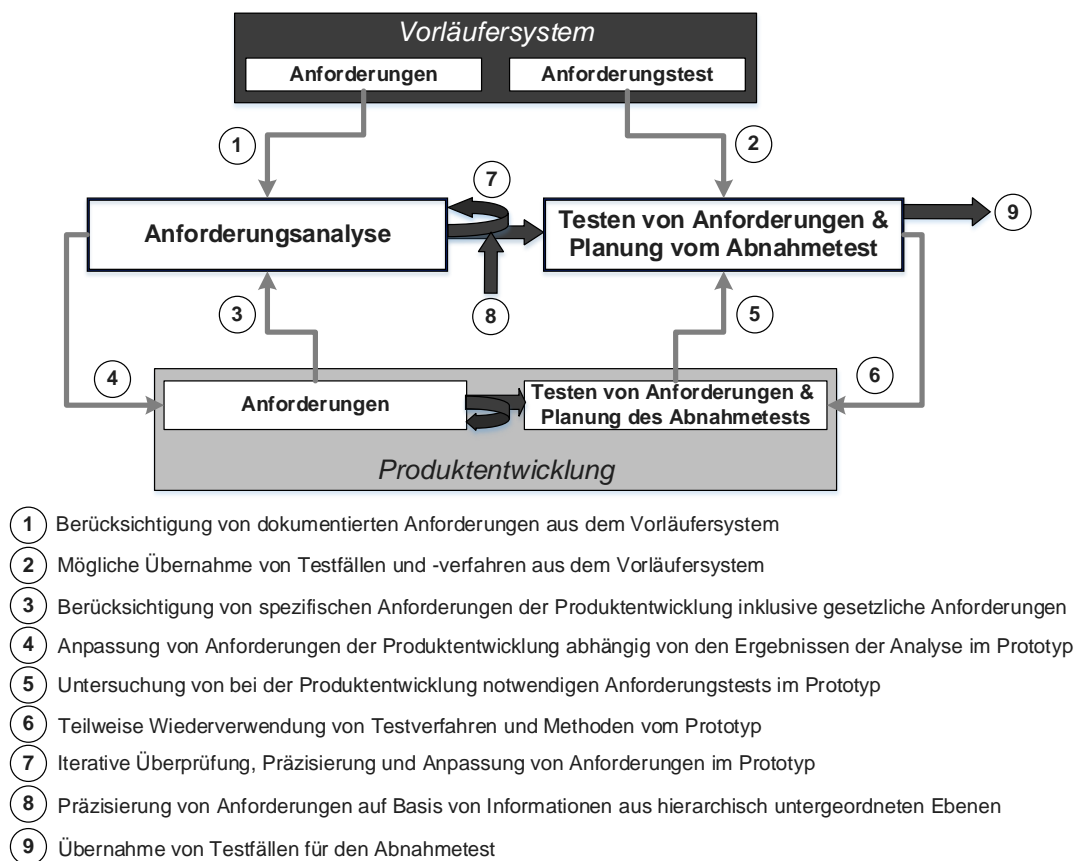 Vorläufersystem
Anforderungen
Anforderungstest
1
2
7
Anforderungsanalyse
Testen von Anforderungen &
Planung vom Abnahmetest
9
3
8
5
4
6
Anforderungen
Testen von Anforderungen &
Planung des Abnahmetests
Produktentwicklung
1 Berücksichtigung von dokumentierten Anforderungen aus dem Vorläufersystem
2 Mögliche Übernahme von Testfällen und -verfahren aus dem Vorläufersystem
3 Berücksichtigung von spezifischen Anforderungen der Produktentwicklung inklusive gesetzliche Anforderungen
4 Anpassung von Anforderungen der Produktentwicklung abhängig von den Ergebnissen der Analyse im Prototyp
5 Untersuchung von bei der Produktentwicklung notwendigen Anforderungstests im Prototyp
6 Teilweise Wiederverwendung von Testverfahren und Methoden vom Prototyp
7 Iterative Überprüfung, Präzisierung und Anpassung von Anforderungen im Prototyp
8 Präzisierung von Anforderungen auf Basis von Informationen aus hierarchisch untergeordneten Ebenen
9 Übernahme von Testfällen für den Abnahmetest